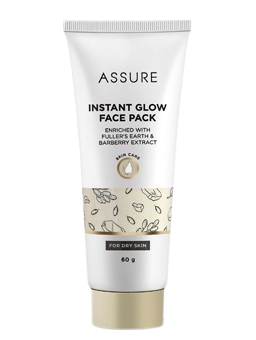 ASSURE
INSTANT GLOW
FACE PACK
ENRICHED WITH
FULLER'S EARTH &
BARBERRY EXTRACT
SKIN CARE
FOR DRY SKIN
60 g